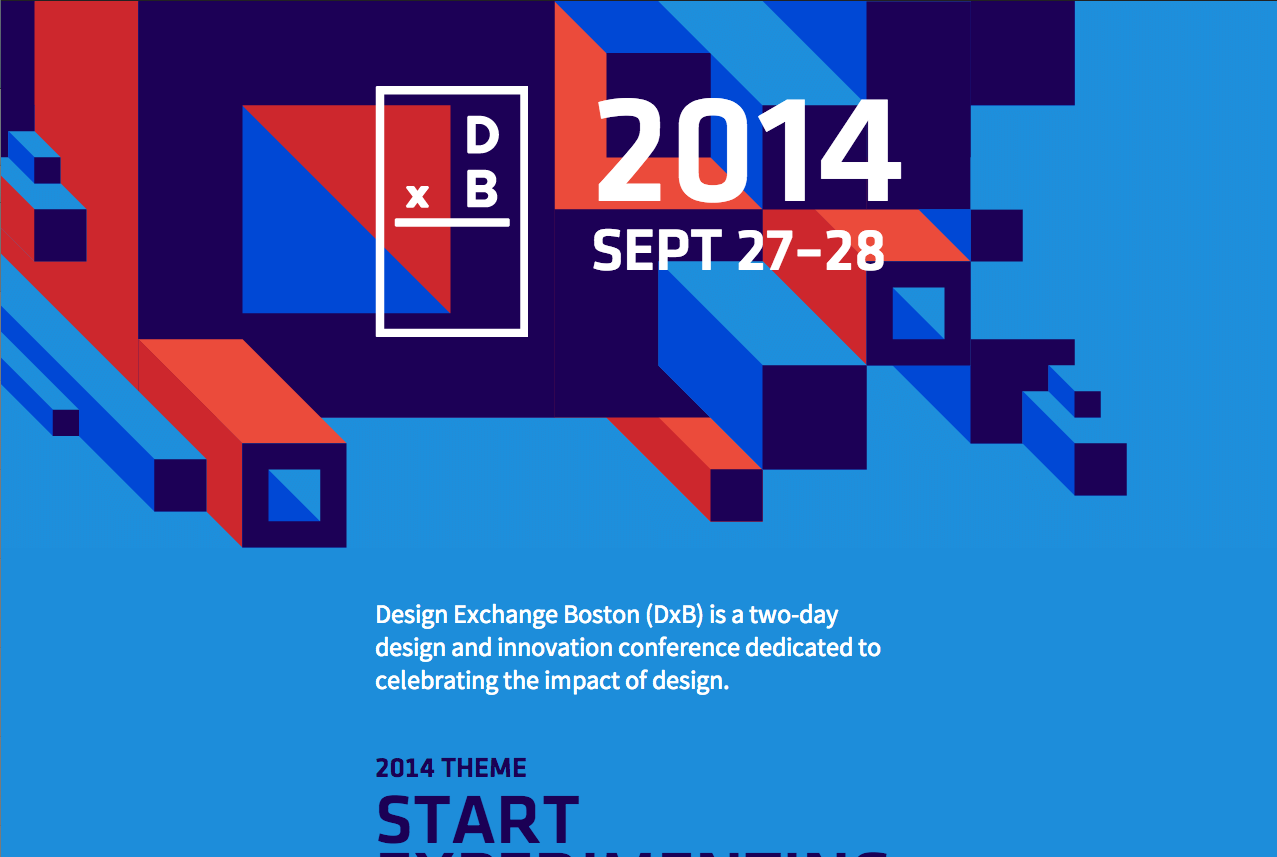 D
x B
2014
SEPT 27–28
Design Exchange Boston (DxB) is a two-day
design and innovation conference dedicated to
celebrating the impact of design.
2014 THEME
START
EXPERIMENTING